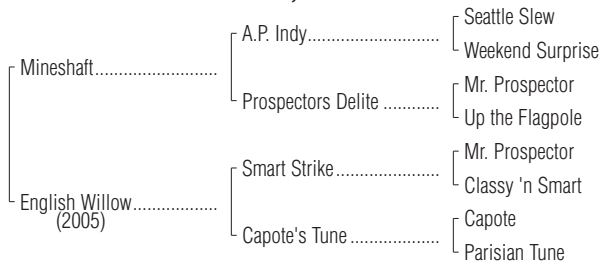 Seattle Slew
A.P. Indy..............................
Weekend Surprise
Mineshaft..........................
Mr. Prospector
Prospectors Delite ............
Up the Flagpole
Mr. Prospector
Smart Strike......................
Classy 'n Smart
English Willow..................
(2005)
Capote
Capote's Tune ...................
Parisian Tune